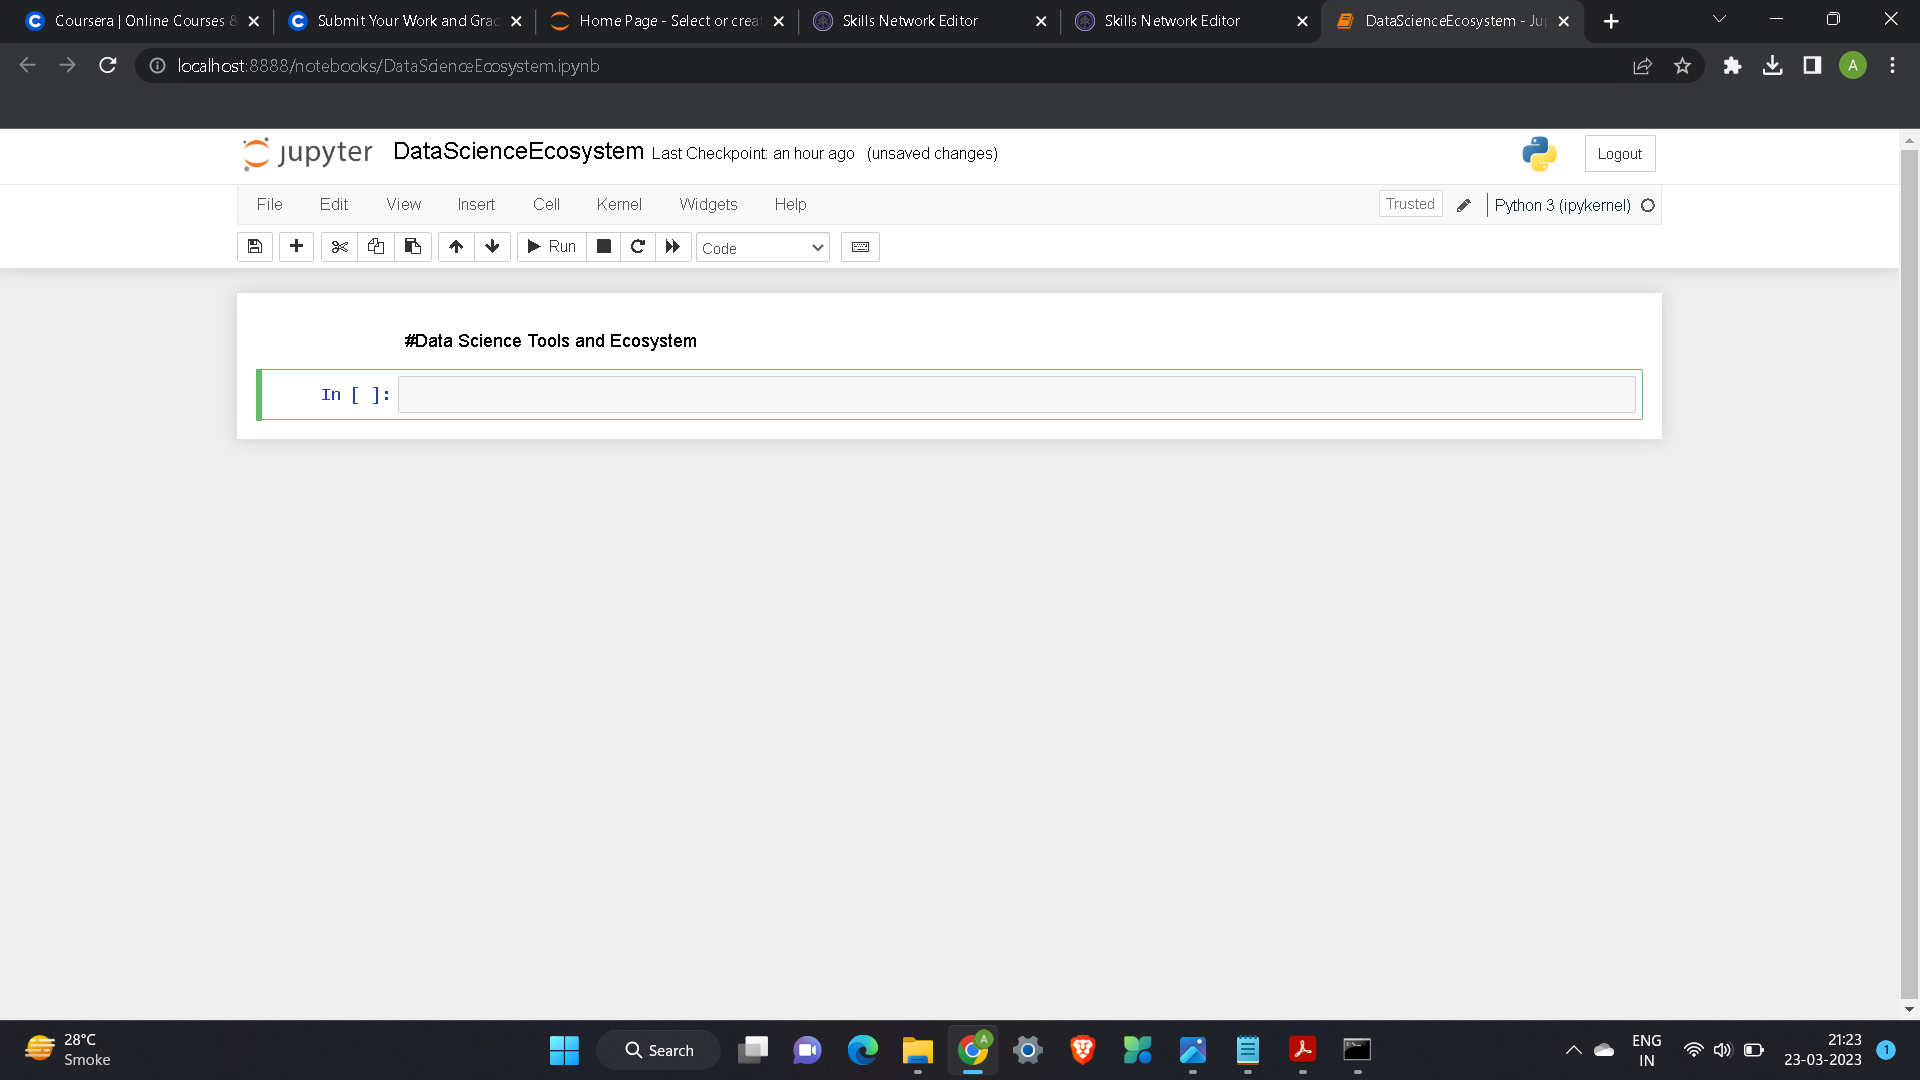 Coursera | Online Courses &
Submit Your Work and Grad
Home Page - Select or creat
Skills Network Editor
Skills Network Editor
DataScienceEcosystem - Jup
localhost:8888/notebooks/DataScienceEcosystem.ipynb
A
jupyter
DataScienceEcosystem Last Checkpoint: an hour ago (unsaved changes)
Logout
File Edit View Insert Cell Kernel Widgets Help
Trusted
Python 3 (ipykernel)
Run
Code
#Data Science Tools and Ecosystem
In [ ]:
28°C
Smoke
Search
A
ENG
IN
21:23
23-03-2023
1